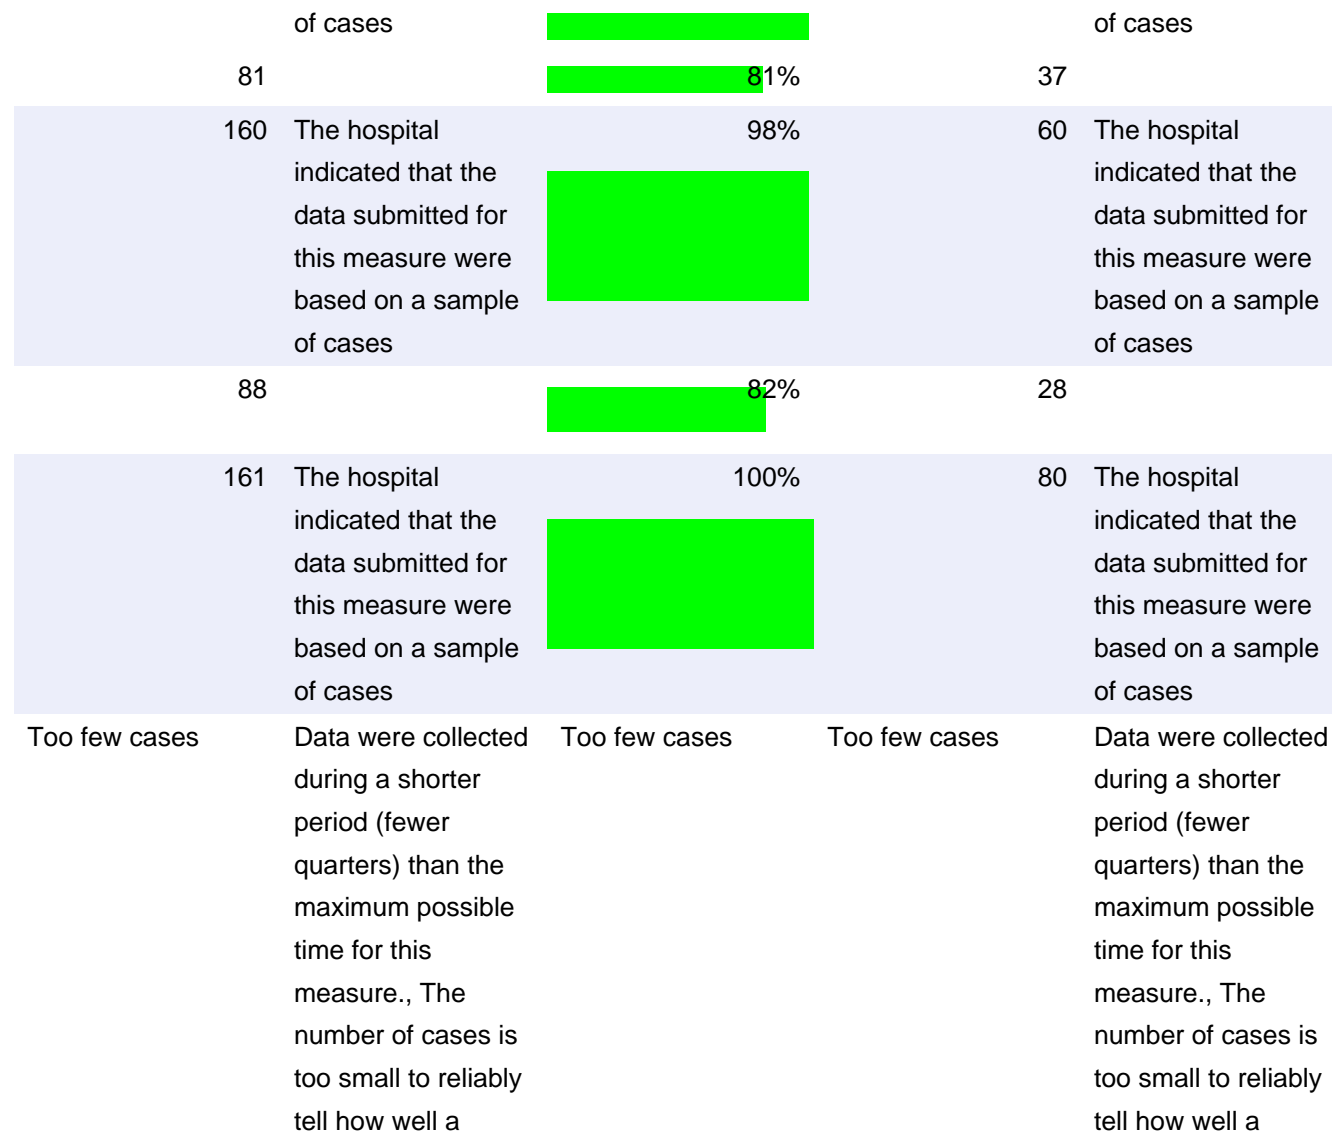 of cases of cases
81 81% 37
160 The hospital 98% 60 The hospital
indicated that the indicated that the
data submitted for data submitted for
this measure were this measure were
based on a sample based on a sample
of cases of cases
88 82% 28
161 The hospital 100% 80 The hospital
indicated that the indicated that the
data submitted for data submitted for
this measure were this measure were
based on a sample based on a sample
of cases of cases
Too few cases Data were collected Too few cases Too few cases Data were collected
during a shorter during a shorter
period (fewer period (fewer
quarters) than the quarters) than the
maximum possible maximum possible
time for this time for this
measure., The measure., The
number of cases is number of cases is
too small to reliably too small to reliably
tell how well a tell how well a